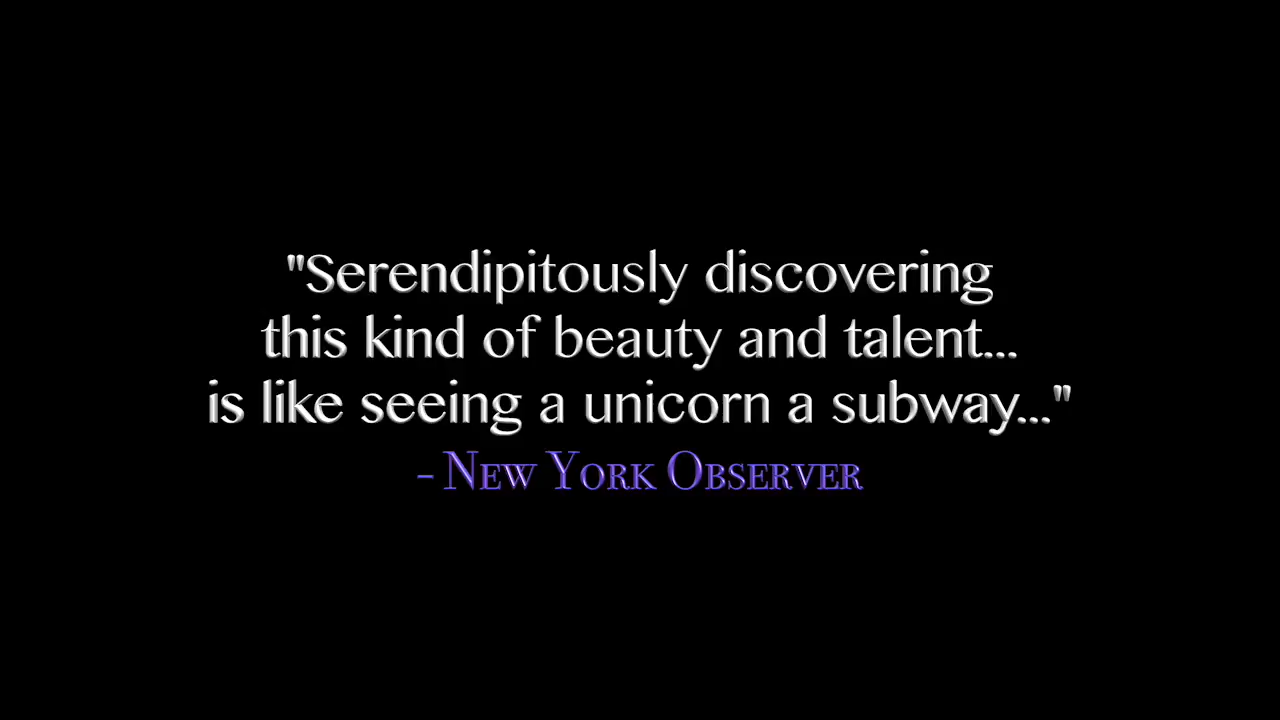 "Serendipitously discovering
this kind of beauty and talent...
is like seeing a unicorn a subway..."
- New York Observer